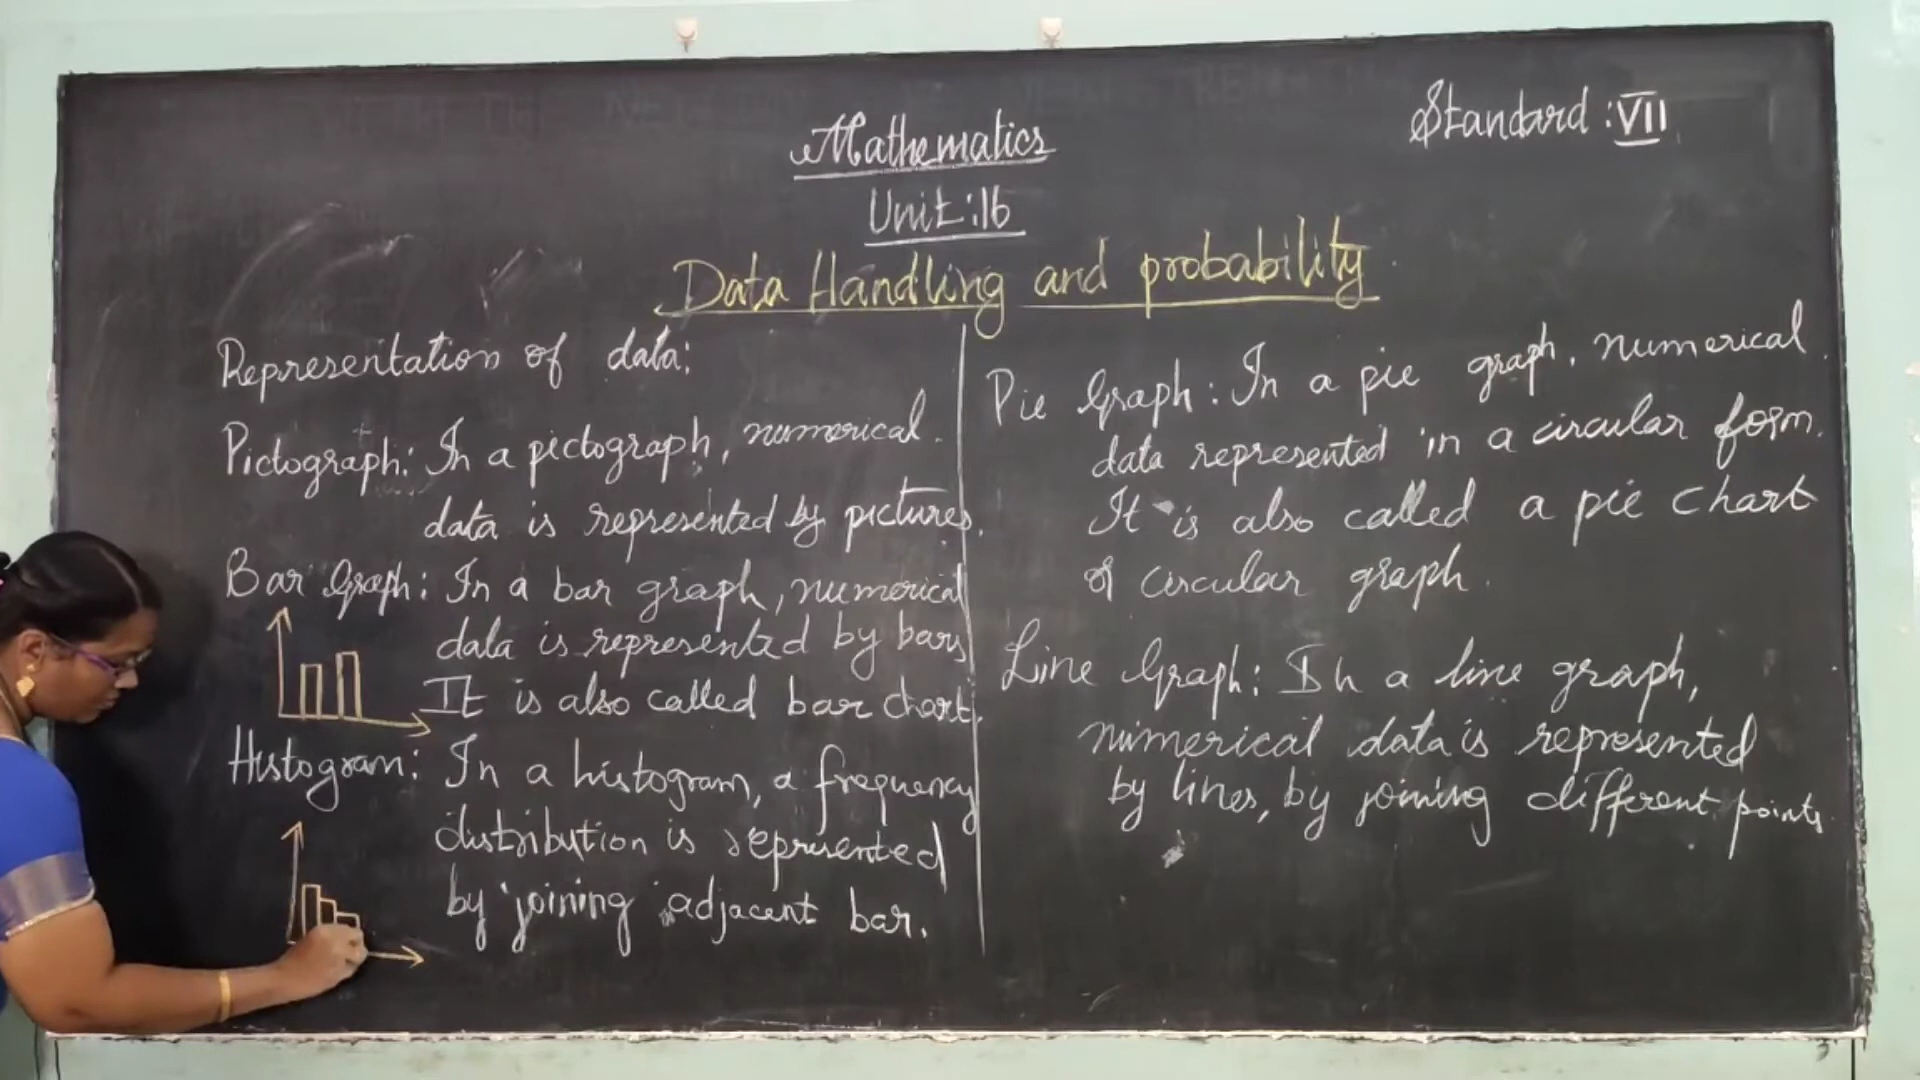 Standard : VII
Mathematics
Unit : 16
Data Handling and probability
Representation of data:
Pictograph: In a pictograph, numerical
data is represented by pictures.
Bar Graph: In a bar graph, numerical
data is represented by bars
It is also called bar chart.
Histogram: In a histogram, a frequency
distribution is represented
by joining adjacent bar.
Pie Graph: In a pie graph, numerical
data represented in a circular form.
It is also called a pie chart
of circular graph.
Line Graph: In a line graph,
numerical data is represented
by lines, by joining different points